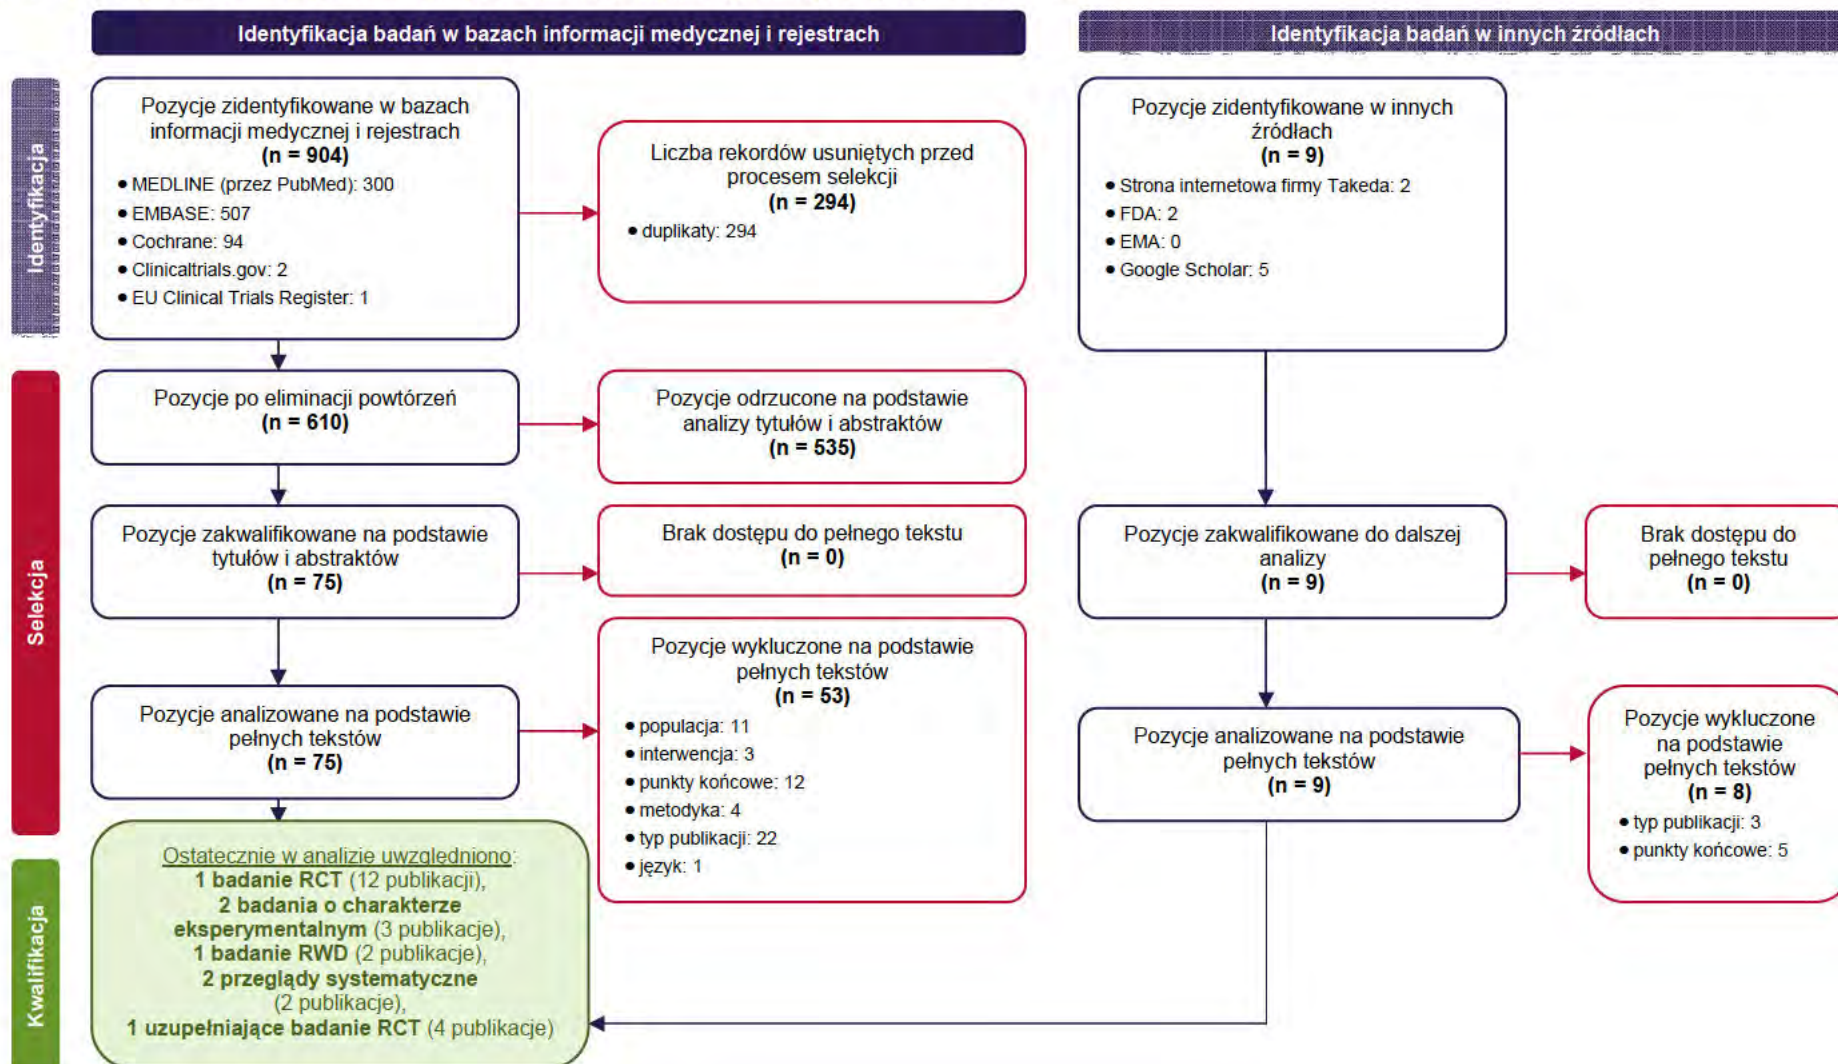 Identyfikacja badań w bazach informacji medycznej i rejestrach
Identyfikacja badań w innych źródłach
Identyfikacja
Pozycje zidentyfikowane w bazach
informacji medycznej i rejestrach
(n = 904)
• MEDLINE (przez PubMed): 300
• EMBASE: 507
• Cochrane: 94
• Clinicaltrials.gov: 2
• EU Clinical Trials Register: 1
Liczba rekordów usuniętych przed
procesem selekcji
(n = 294)
• duplikaty: 294
Pozycje zidentyfikowane w innych
źródłach
(n = 9)
• Strona internetowa firmy Takeda: 2
• FDA: 2
• EMA: 0
• Google Scholar: 5
Selekcja
Pozycje po eliminacji powtórzeń
(n = 610)
Pozycje odrzucone na podstawie
analizy tytułów i abstraktów
(n = 535)
Pozycje zakwalifikowane na podstawie
tytułów i abstraktów
(n = 75)
Brak dostępu do pełnego tekstu
(n = 0)
Pozycje zakwalifikowane do dalszej
analizy
(n = 9)
Brak dostępu do
pełnego tekstu
(n = 0)
Pozycje analizowane na podstawie
pełnych tekstów
(n = 75)
Pozycje wykluczone na podstawie
pełnych tekstów
(n = 53)
• populacja: 11
• interwencja: 3
• punkty końcowe: 12
• metodyka: 4
• typ publikacji: 22
• język: 1
Pozycje analizowane na podstawie
pełnych tekstów
(n = 9)
Pozycje wykluczone
na podstawie
pełnych tekstów
(n = 8)
• typ publikacji: 3
• punkty końcowe: 5
Kwalifikacja
Ostatecznie w analizie uwzględniono:
1 badanie RCT (12 publikacji),
2 badania o charakterze
eksperymentalnym (3 publikacje),
1 badanie RWD (2 publikacje),
2 przeglądy systematyczne
(2 publikacje),
1 uzupełniające badanie RCT (4 publikacje)